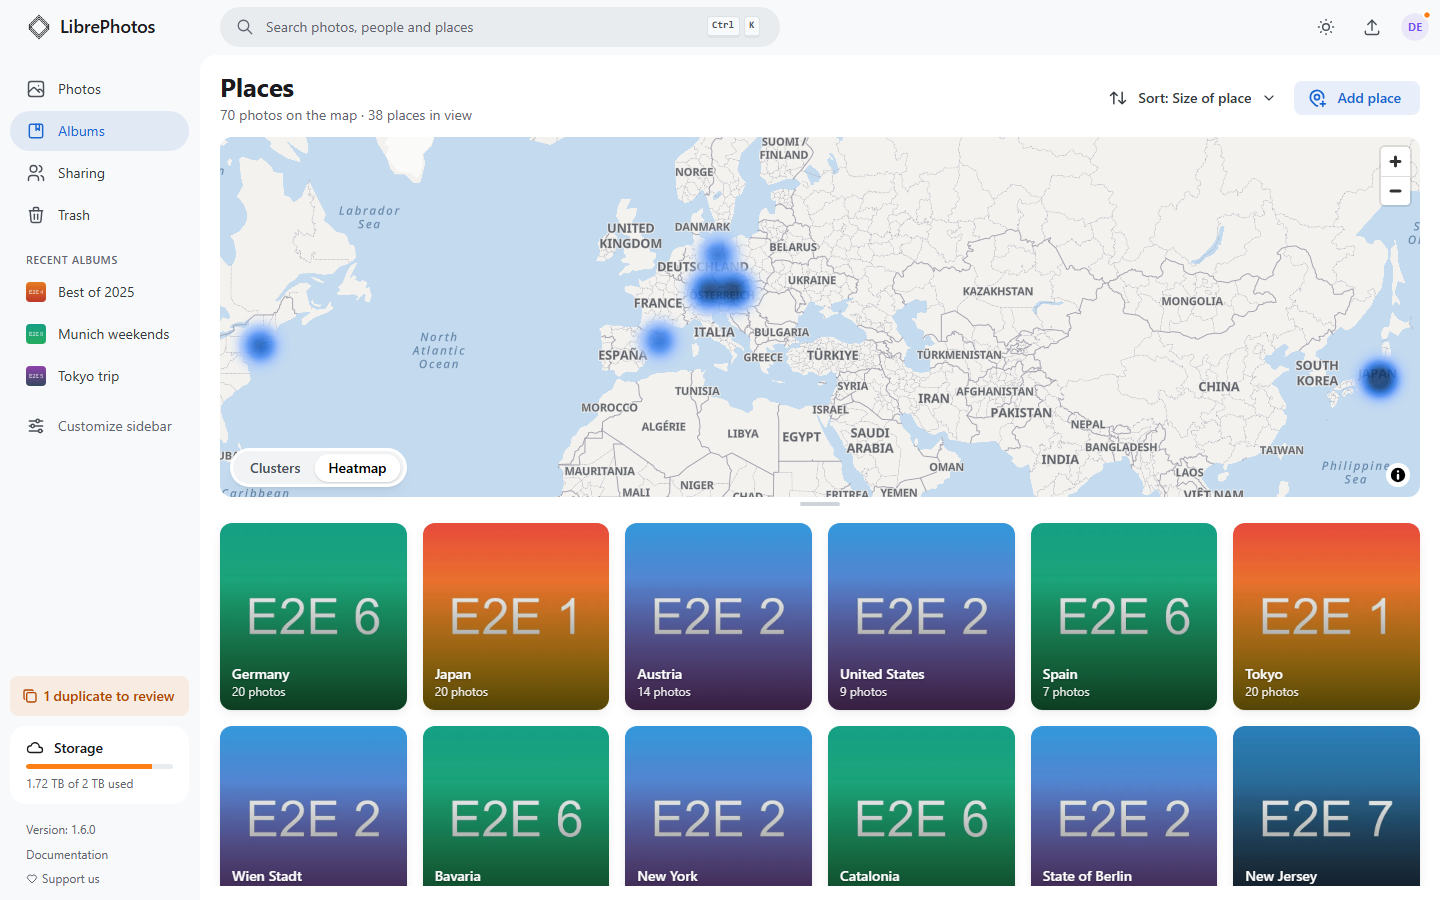 LibrePhotos
Search photos, people and places
Ctrl K
DE
Photos
Albums
Sharing
Trash
RECENT ALBUMS
Best of 2025
Munich weekends
Tokyo trip
Customize sidebar
1 duplicate to review
Storage
1.72 TB of 2 TB used
Version: 1.6.0
Documentation
Support us
Places
70 photos on the map · 38 places in view
Sort: Size of place
Add place
SUOMI / FINLAND
NORGE
Labrador Sea
UNITED KINGDOM
DANMARK
BELARUS
DEUTSCHLAND
UKRAINE
ÖSTERREICH
FRANCE
KAZAKHSTAN
MONGOLIA
North Atlantic Ocean
ITALIA
BULGARIA
ESPAÑA
GREECE
TÜRKIYE
TÜRKMENISTAN
SOUTH KOREA
JAPAN
TUNISIA
SYRIA
IRAN
AFGHANISTAN
CHINA
MOROCCO
ISRAEL
PAKISTAN
ALGÉRIE
LIBYA
EGYPT
SAUDI ARABIA
NEPAL
BANGLADESH
TAIWAN
MAURITANIA
OMAN
INDIA
LAOS
Philippine Sea
MALI
NIGER
CHAD
ERITREA
YEMEN
VIỆT NAM
Caribbean
Clusters
Heatmap
E2E 6
Germany
20 photos
E2E 1
Japan
20 photos
E2E 2
Austria
14 photos
E2E 2
United States
9 photos
E2E 6
Spain
7 photos
E2E 1
Tokyo
20 photos
E2E 2
Wien Stadt
E2E 6
Bavaria
E2E 2
New York
E2E 6
Catalonia
E2E 2
State of Berlin
E2E 7
New Jersey